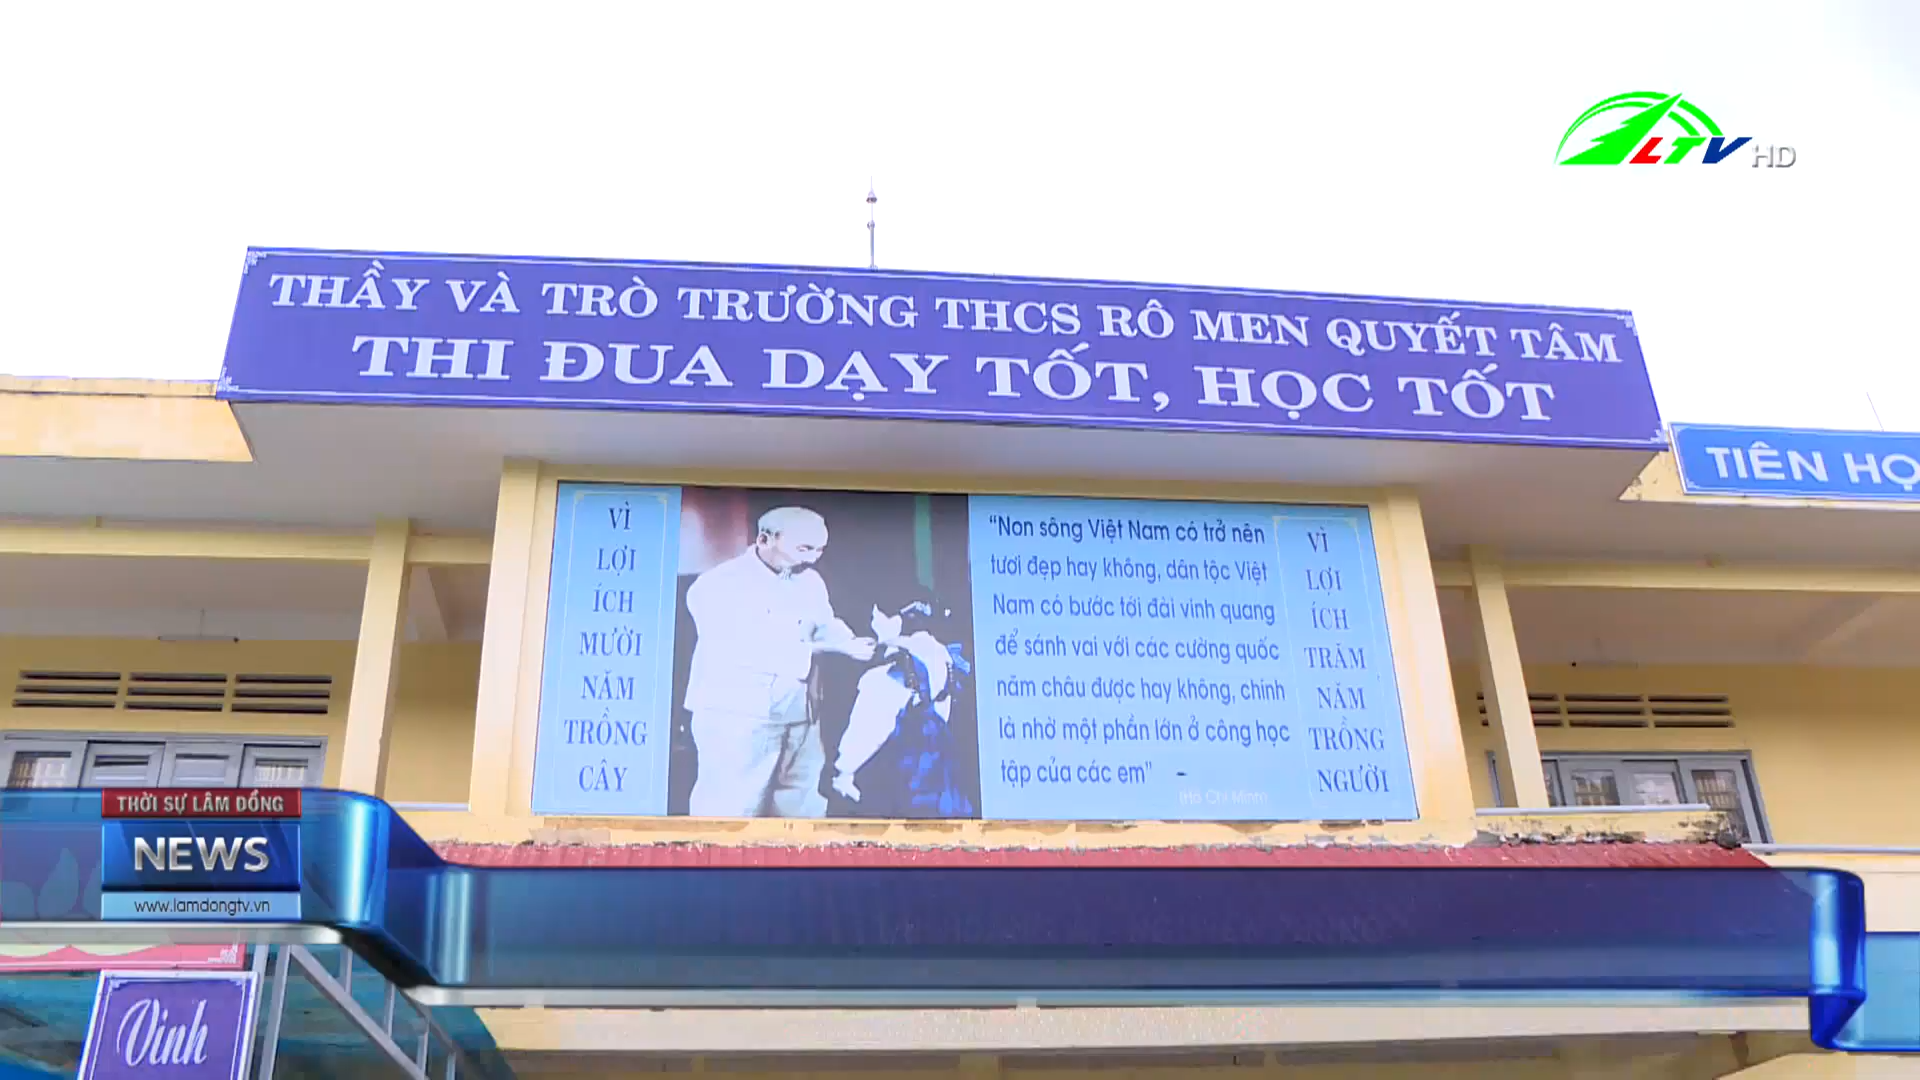 LTV HD
THẦY VÀ TRÒ TRƯỜNG THCS RÔ MEN QUYẾT TÂM
THI ĐUA DẠY TỐT, HỌC TỐT
TIÊN HỌ
VÌ
LỢI
ÍCH
MƯỜI
NĂM
TRỒNG
CÂY
“Non sông Việt Nam có trở nên
tươi đẹp hay không, dân tộc Việt
Nam có bước tới đài vinh quang
để sánh vai với các cường quốc
năm châu được hay không, chính
là nhờ một phần lớn ở công học
tập của các em”
(Hồ Chí Minh)
VÌ
LỢI
ÍCH
TRĂM
NĂM
TRỒNG
NGƯỜI
THỜI SỰ LÂM ĐỒNG
NEWS
www.lamdongtv.vn
Vinh